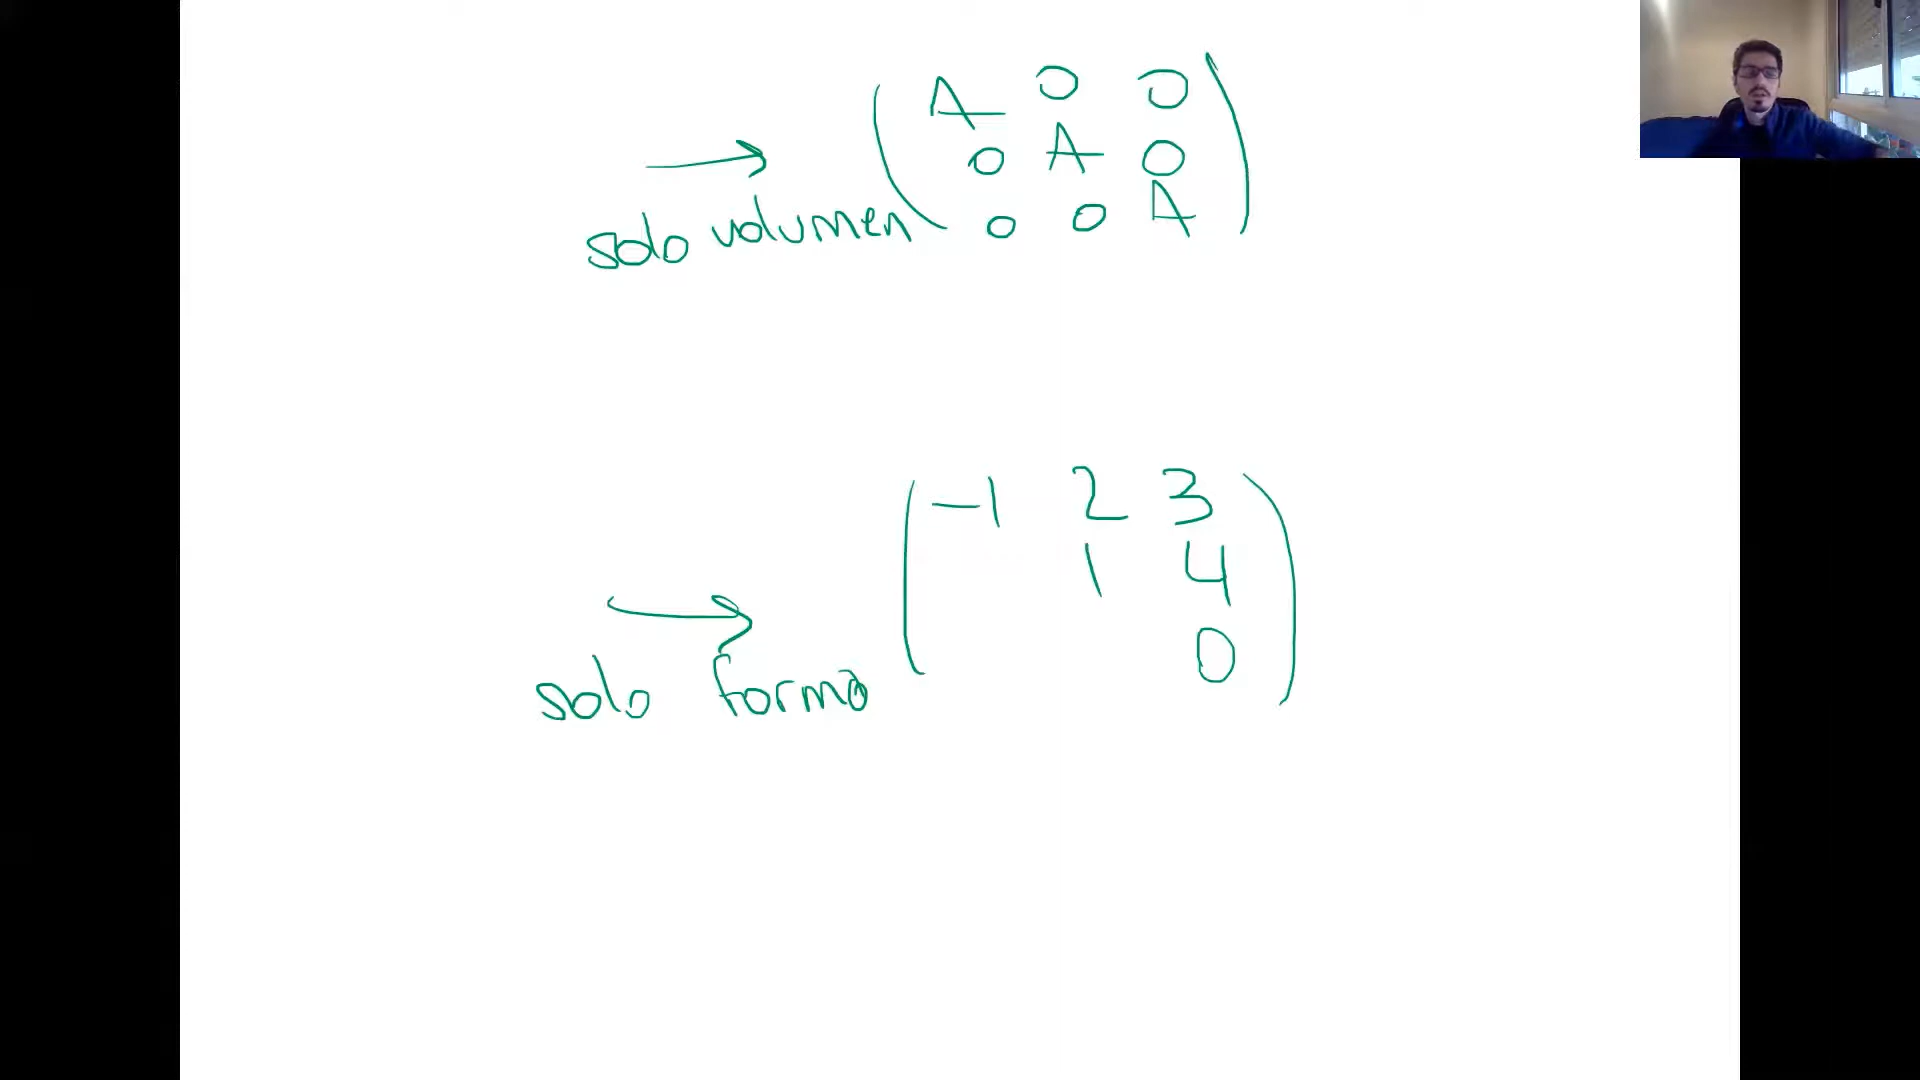 A 0 0
0 A 0
0 0 A
solo volumen
-1 2 3
1 4
0
solo forma